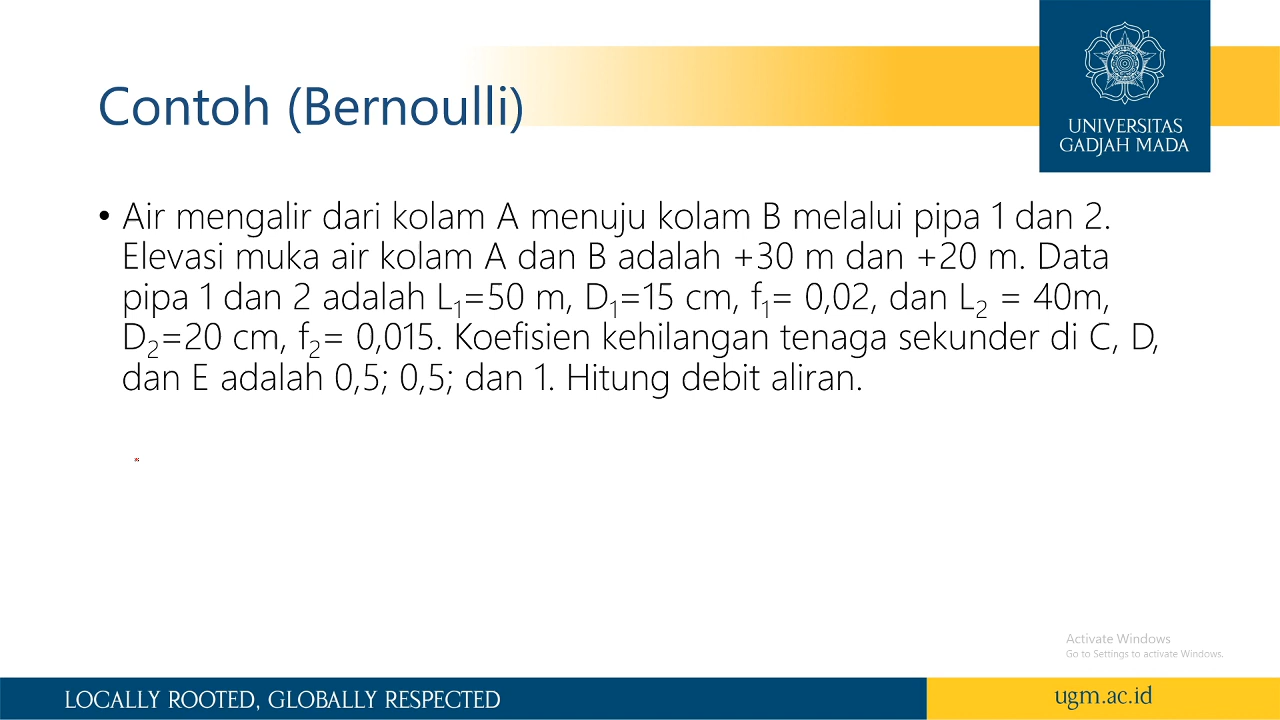 Contoh (Bernoulli)
UNIVERSITAS
GADJAH MADA
• Air mengalir dari kolam A menuju kolam B melalui pipa 1 dan 2.
Elevasi muka air kolam A dan B adalah +30 m dan +20 m. Data
pipa 1 dan 2 adalah L₁=50 m, D₁=15 cm, f₁= 0,02, dan L₂ = 40m,
D₂=20 cm, f₂= 0,015. Koefisien kehilangan tenaga sekunder di C, D,
dan E adalah 0,5; 0,5; dan 1. Hitung debit aliran.
Activate Windows
Go to Settings to activate Windows.
LOCALLY ROOTED, GLOBALLY RESPECTED
ugm.ac.id